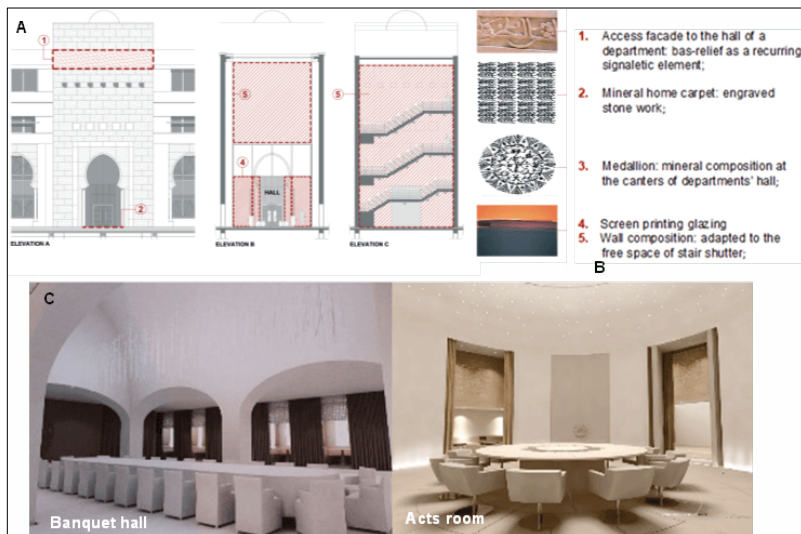 A
1
5
4
HALL
2
ELEVATION A
ELEVATION B
5
ELEVATION C
1. Access facade to the hall of a
department: bas-relief as a recurring
signaletic element;
2. Mineral home carpet: engraved
stone work;
3. Medallion: mineral composition at
the canters of departments' hall;
4. Screen printing glazing
5. Wall composition: adapted to the
free space of stair shutter;
B
C
Banquet hall
Acts room